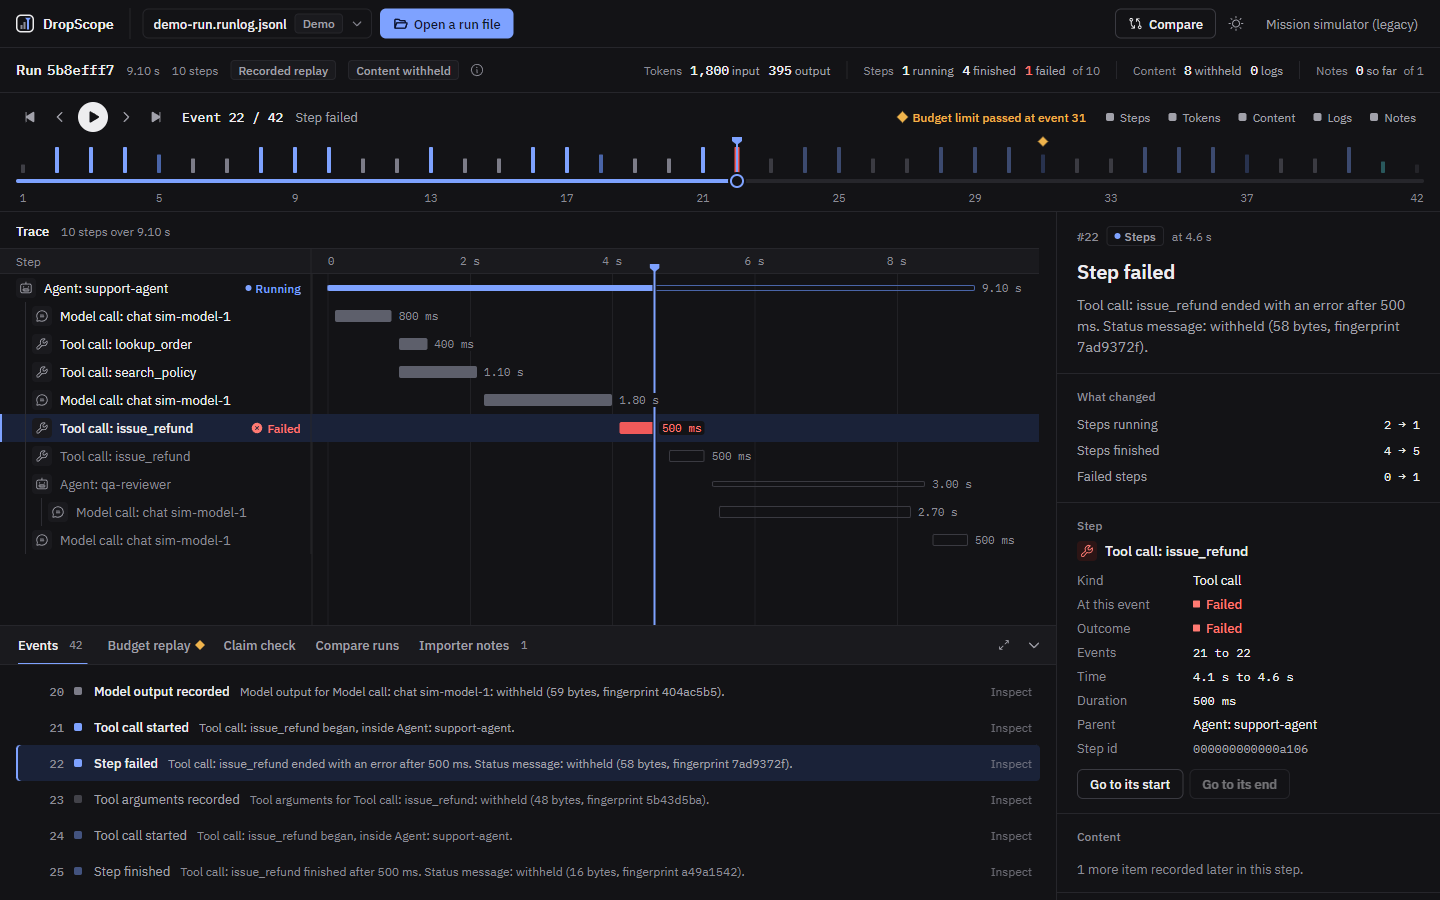 DropScope demo-run.runlog.jsonl Demo Open a run file Compare Mission simulator (legacy)
Run 5b8efff7 9.10 s 10 steps Recorded replay Content withheld Tokens 1,800 input 395 output Steps 1 running 4 finished 1 failed of 10 Content 8 withheld 0 logs Notes 0 so far of 1
Event 22 / 42 Step failed Budget limit passed at event 31 Steps Tokens Content Logs Notes
1 5 9 13 17 21 25 29 33 37 42
Trace 10 steps over 9.10 s
Step 0 2 s 4 s 6 s 8 s
Agent: support-agent Running 9.10 s
Model call: chat sim-model-1 800 ms
Tool call: lookup_order 400 ms
Tool call: search_policy 1.10 s
Model call: chat sim-model-1 1.80 s
Tool call: issue_refund Failed 500 ms
Tool call: issue_refund 500 ms
Agent: qa-reviewer 3.00 s
Model call: chat sim-model-1 2.70 s
Model call: chat sim-model-1 500 ms
Events 42 Budget replay Claim check Compare runs Importer notes 1
20 Model output recorded Model output for Model call: chat sim-model-1: withheld (59 bytes, fingerprint 404ac5b5). Inspect
21 Tool call started Tool call: issue_refund began, inside Agent: support-agent. Inspect
22 Step failed Tool call: issue_refund ended with an error after 500 ms. Status message: withheld (58 bytes, fingerprint 7ad9372f). Inspect
23 Tool arguments recorded Tool arguments for Tool call: issue_refund: withheld (48 bytes, fingerprint 5b43d5ba). Inspect
24 Tool call started Tool call: issue_refund began, inside Agent: support-agent. Inspect
25 Step finished Tool call: issue_refund finished after 500 ms. Status message: withheld (16 bytes, fingerprint a49a1542). Inspect
#22 Steps at 4.6 s
Step failed
Tool call: issue_refund ended with an error after 500
ms. Status message: withheld (58 bytes, fingerprint
7ad9372f).
What changed
Steps running 2 → 1
Steps finished 4 → 5
Failed steps 0 → 1
Step
Tool call: issue_refund
Kind Tool call
At this event Failed
Outcome Failed
Events 21 to 22
Time 4.1 s to 4.6 s
Duration 500 ms
Parent Agent: support-agent
Step id 000000000000a106
Go to its start Go to its end
Content
1 more item recorded later in this step.